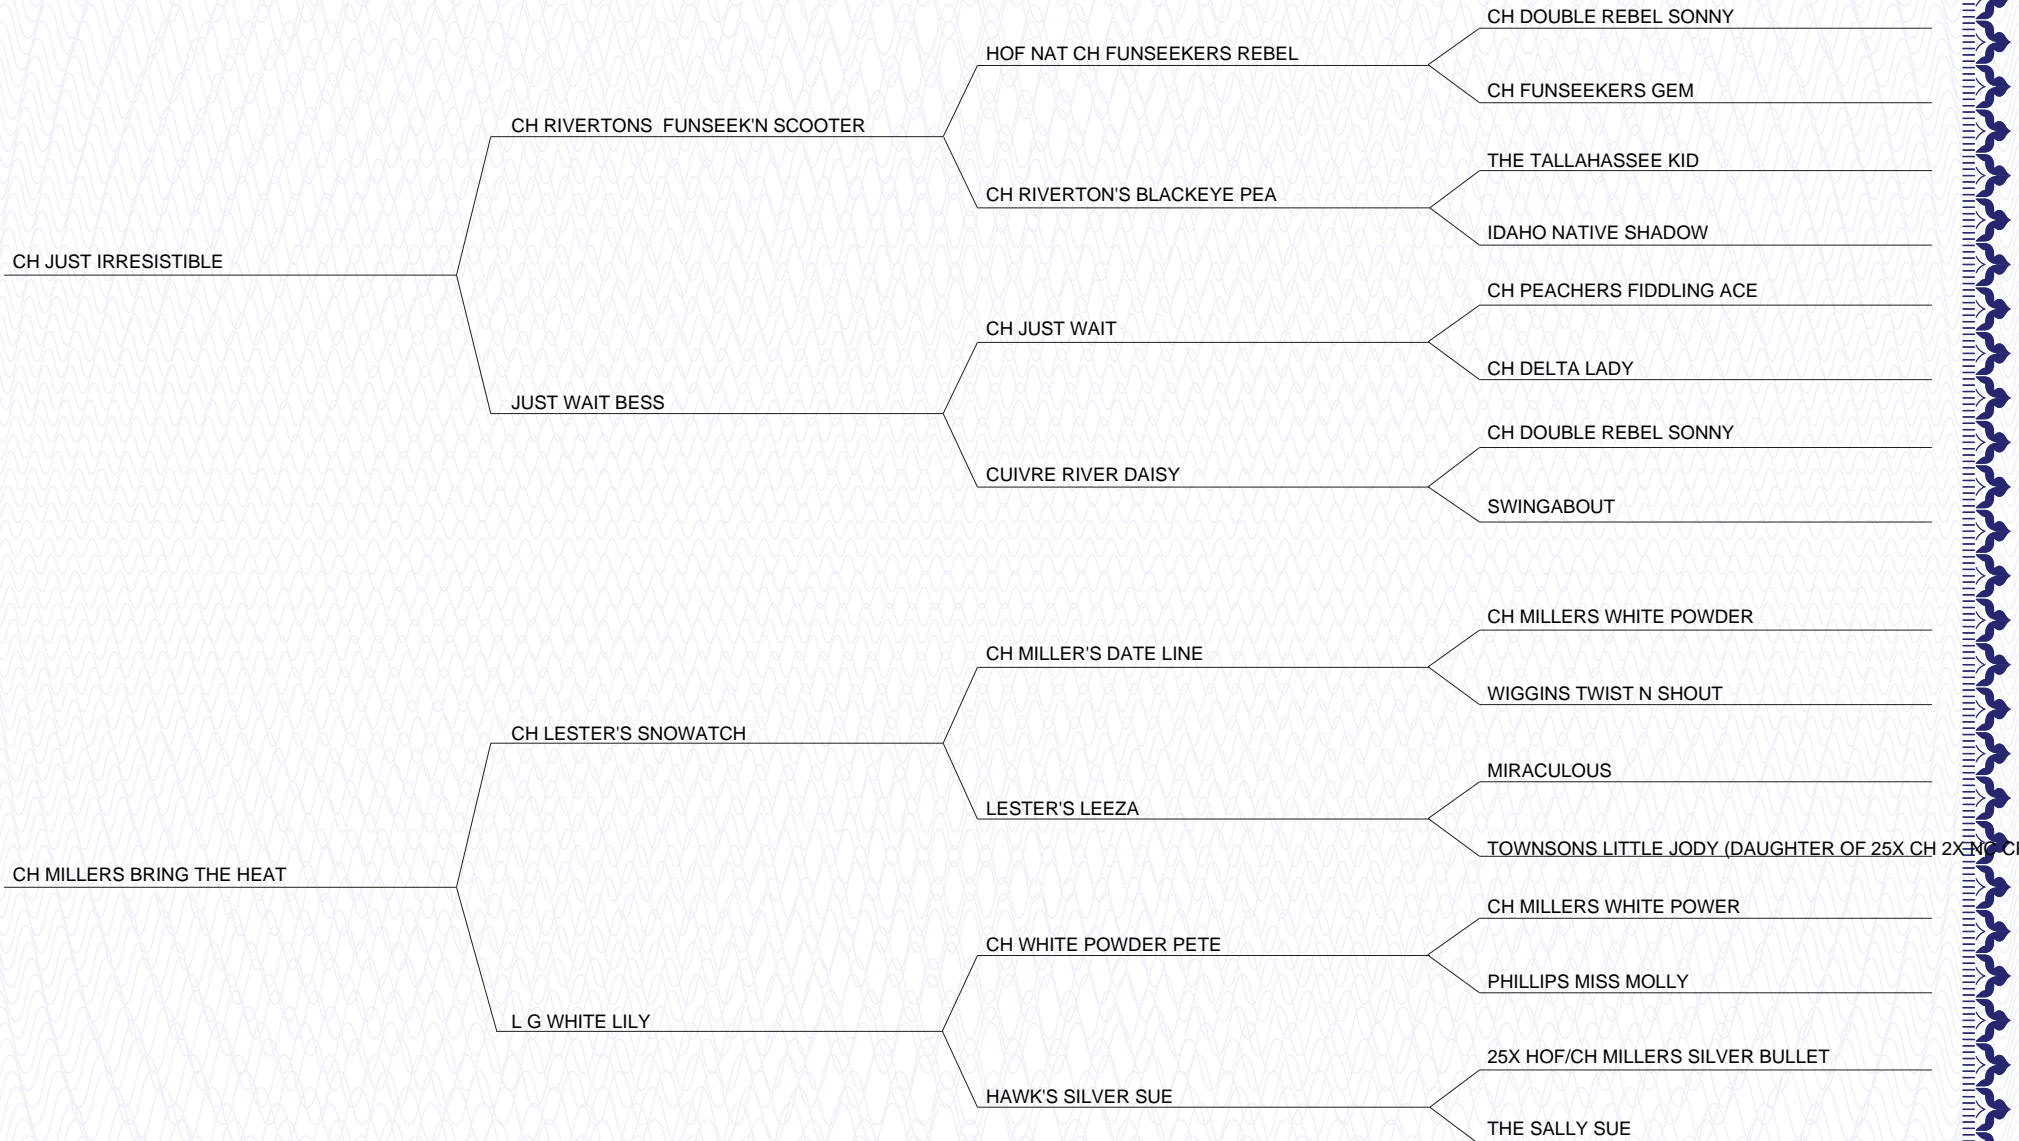 CH DOUBLE REBEL SONNY
HOF NAT CH FUNSEEKERS REBEL
CH FUNSEEKERS GEM
CH RIVERTONS  FUNSEEK'N SCOOTER
THE TALLAHASSEE KID
CH RIVERTON'S BLACKEYE PEA
IDAHO NATIVE SHADOW
CH JUST IRRESISTIBLE
CH PEACHERS FIDDLING ACE
CH JUST WAIT
CH DELTA LADY
JUST WAIT BESS
CH DOUBLE REBEL SONNY
CUIVRE RIVER DAISY
SWINGABOUT
CH MILLERS WHITE POWDER
CH MILLER'S DATE LINE
WIGGINS TWIST N SHOUT
CH LESTER'S SNOWATCH
MIRACULOUS
LESTER'S LEEZA
TOWNSONS LITTLE JODY (DAUGHTER OF 25X CH 2X
CH MILLERS BRING THE HEAT
CH MILLERS WHITE POWER
CH WHITE POWDER PETE
PHILLIPS MISS MOLLY
L G WHITE LILY
25X HOF/CH MILLERS SILVER BULLET
HAWK'S SILVER SUE
THE SALLY SUE